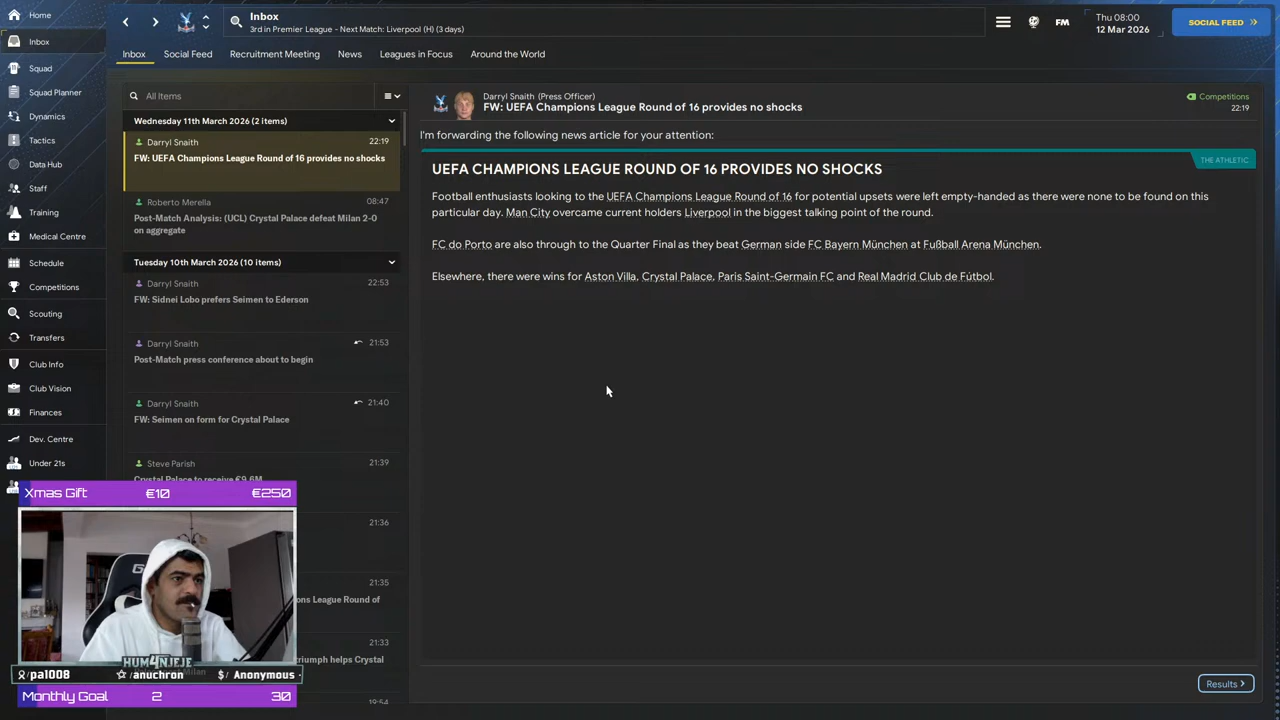 Home
Inbox
Squad
Squad Planner
Dynamics
Tactics
Data Hub
Staff
Training
Medical Centre
Schedule
Competitions
Scouting
Transfers
Club Info
Club Vision
Finances
Dev. Centre
Under 21s
Inbox
3rd in Premier League - Next Match: Liverpool (H) (3 days)
FM
Thu 08:00
12 Mar 2026
SOCIAL FEED
Inbox
Social Feed
Recruitment Meeting
News
Leagues in Focus
Around the World
All Items
Wednesday 11th March 2026 (2 items)
Darryl Snaith 22:19
FW: UEFA Champions League Round of 16 provides no shocks
Roberto Merella 08:47
Post-Match Analysis: (UCL) Crystal Palace defeat Milan 2-0
on aggregate
Tuesday 10th March 2026 (10 items)
Darryl Snaith 22:53
FW: Sidnei Lobo prefers Seimen to Ederson
Darryl Snaith 21:53
Post-Match press conference about to begin
Darryl Snaith 21:40
FW: Seimen on form for Crystal Palace
Steve Parish 21:39
Crystal Palace to receive €9.6M
21:36
21:35
ons League Round of
21:33
triumph helps Crystal
Milan
19:54
Darryl Snaith (Press Officer)
FW: UEFA Champions League Round of 16 provides no shocks
Competitions
22:19
I'm forwarding the following news article for your attention:
THE ATHLETIC
UEFA CHAMPIONS LEAGUE ROUND OF 16 PROVIDES NO SHOCKS
Football enthusiasts looking to the UEFA Champions League Round of 16 for potential upsets were left empty-handed as there were none to be found on this
particular day. Man City overcame current holders Liverpool in the biggest talking point of the round.
FC do Porto are also through to the Quarter Final as they beat German side FC Bayern München at Fußball Arena München.
Elsewhere, there were wins for Aston Villa, Crystal Palace, Paris Saint-Germain FC and Real Madrid Club de Fútbol.
Results
Xmas Gift €10 €250
HUM4NJEJE
/pa1008 /anuchron / Anonymous -
Monthly Goal 2 30